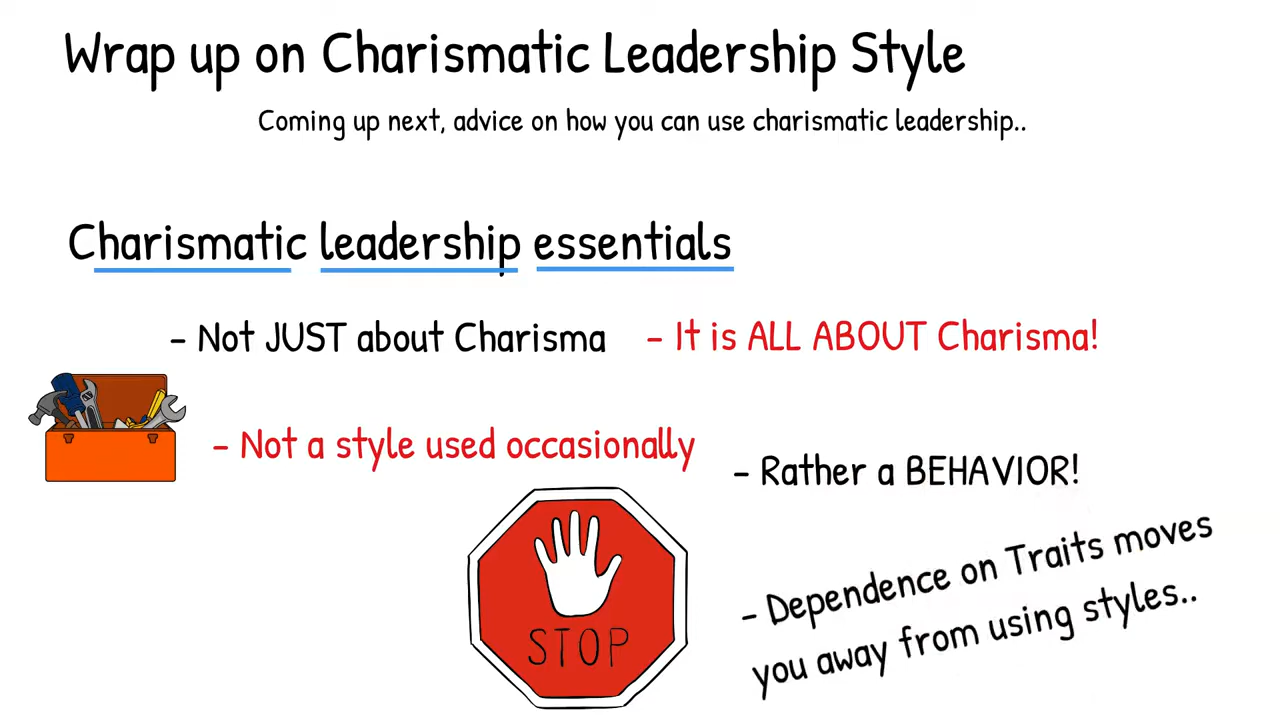 Wrap up on Charismatic Leadership Style
Coming up next, advice on how you can use charismatic leadership..
Charismatic leadership essentials
- Not JUST about Charisma
- It is ALL ABOUT Charisma!
- Not a style used occasionally
- Rather a BEHAVIOR!
STOP
- Dependence on Traits moves
you away from using styles..